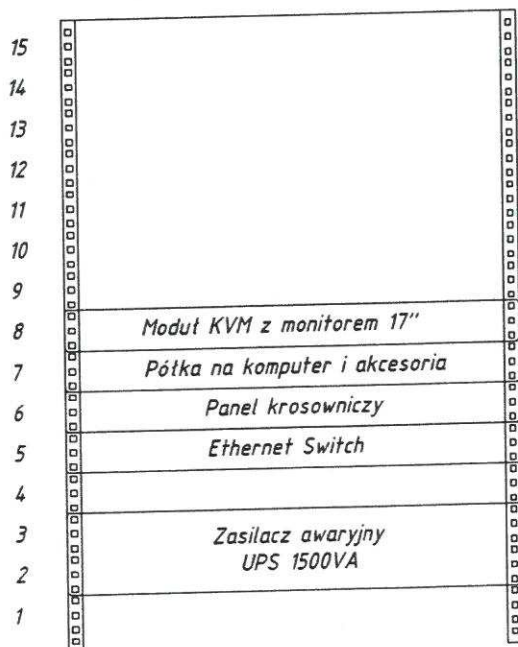 15
14
13
12
11
10
9
8 Moduł KVM z monitorem 17"
7 Półka na komputer i akcesoria
6 Panel krosowniczy
5 Ethernet Switch
4
3 Zasilacz awaryjny
2 UPS 1500VA
1